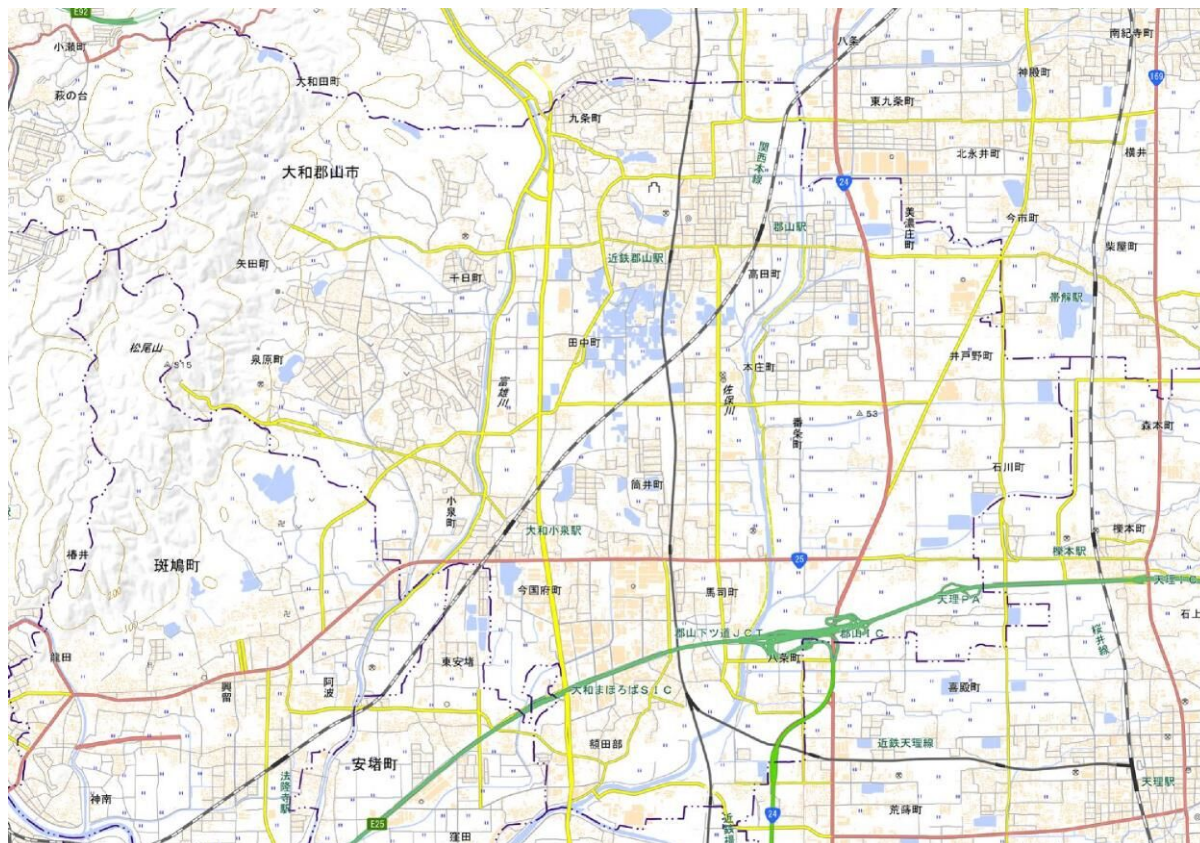 E92
小瀬町
萩の台
大和田町
八条
南紀寺町
神殿町
169
東九条町
九条町
関西本線
北永井町
横井
大和郡山市
24
美濃庄町
今市町
郡山駅
柴屋町
矢田町
近鉄郡山駅
千日町
高田町
帯解駅
松尾山
515
泉原町
田中町
井戸野町
本庄町
富雄川
佐保川
53
番条町
森本町
石川町
筒井町
小泉町
大和小泉駅
櫟本町
櫟本駅
椿井
斑鳩町
25
今国府町
馬司町
天理PA
天理IC
石上
100
郡山下ツ道JCT
郡山IC
桜井線
龍田
東安堵
八条町
興留
阿波
大和まほろばSIC
喜殿町
額田部
近鉄天理線
安堵町
法隆寺駅
天理駅
神南
荒蒔町
24
E25
窪田